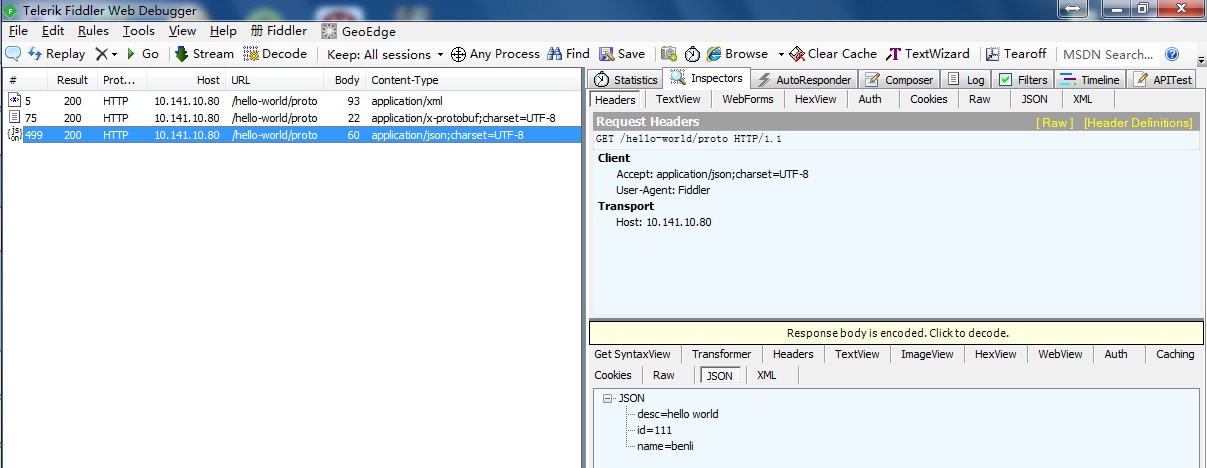 Telerik Fiddler Web Debugger
File Edit Rules Tools View Help 册 Fiddler GeoEdge
Replay Go Stream Decode Keep: All sessions Any Process Find Save Browse Clear Cache TextWizard Tearoff MSDN Search...
# Result Prot... Host URL Body Content-Type
5 200 HTTP 10.141.10.80 /hello-world/proto 93 application/xml
75 200 HTTP 10.141.10.80 /hello-world/proto 22 application/x-protobuf;charset=UTF-8
499 200 HTTP 10.141.10.80 /hello-world/proto 60 application/json;charset=UTF-8
Statistics Inspectors AutoResponder Composer Log Filters Timeline APITest
Headers TextView WebForms HexView Auth Cookies Raw JSON XML
Request Headers [ Raw ] [Header Definitions]
GET /hello-world/proto HTTP/1.1
Client
Accept: application/json;charset=UTF-8
User-Agent: Fiddler
Transport
Host: 10.141.10.80
Response body is encoded. Click to decode.
Get SyntaxView Transformer Headers TextView ImageView HexView WebView Auth Caching
Cookies Raw JSON XML
JSON
desc=hello world
id=111
name=benli